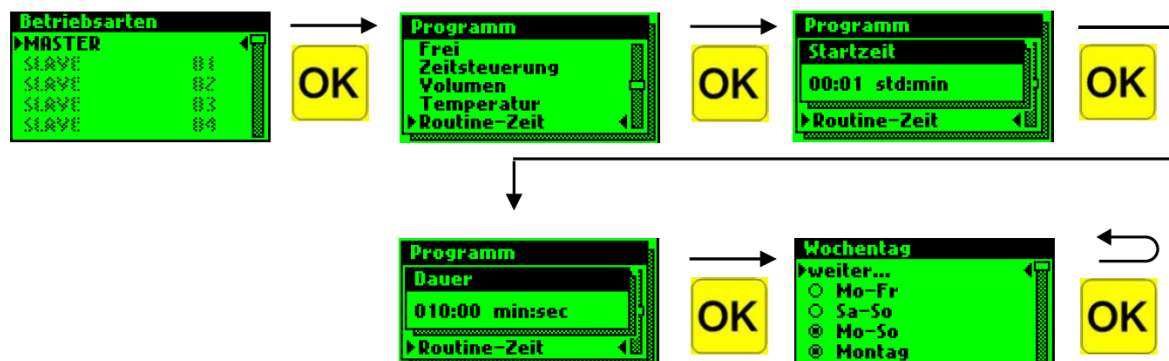 Betriebsarten
MASTER
SLAVE 01
SLAVE 02
SLAVE 03
SLAVE 04
OK
Programm
Frei
Zeitsteuerung
Volumen
Temperatur
Routine-Zeit
OK
Programm
Startzeit
00:01 std:min
Routine-Zeit
OK
Programm
Dauer
010:00 min:sec
Routine-Zeit
OK
Wochentag
weiter...
Mo-Fr
Sa-So
Mo-So
Montag
OK